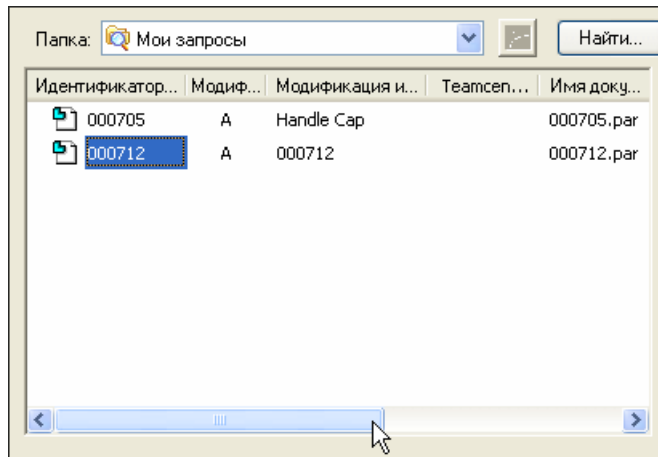 Папка: Мои запросы Найти...
Идентификатор... Модиф... Модификация и... Teamcen... Имя доку...
000705 A Handle Cap 000705.par
000712 A 000712 000712.par